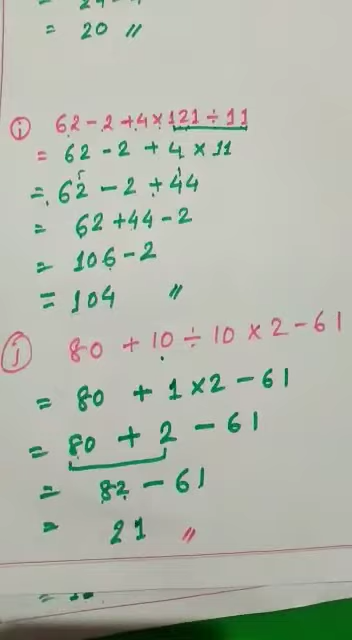 = 20 //
(i) 62 - 2 + 4 × 121 ÷ 11
= 62 - 2 + 4 × 11
= 62 - 2 + 44
= 62 + 44 - 2
= 106 - 2
= 104 //
(j) 80 + 10 ÷ 10 × 2 - 61
= 80 + 1 × 2 - 61
= 80 + 2 - 61
= 82 - 61
= 21 //